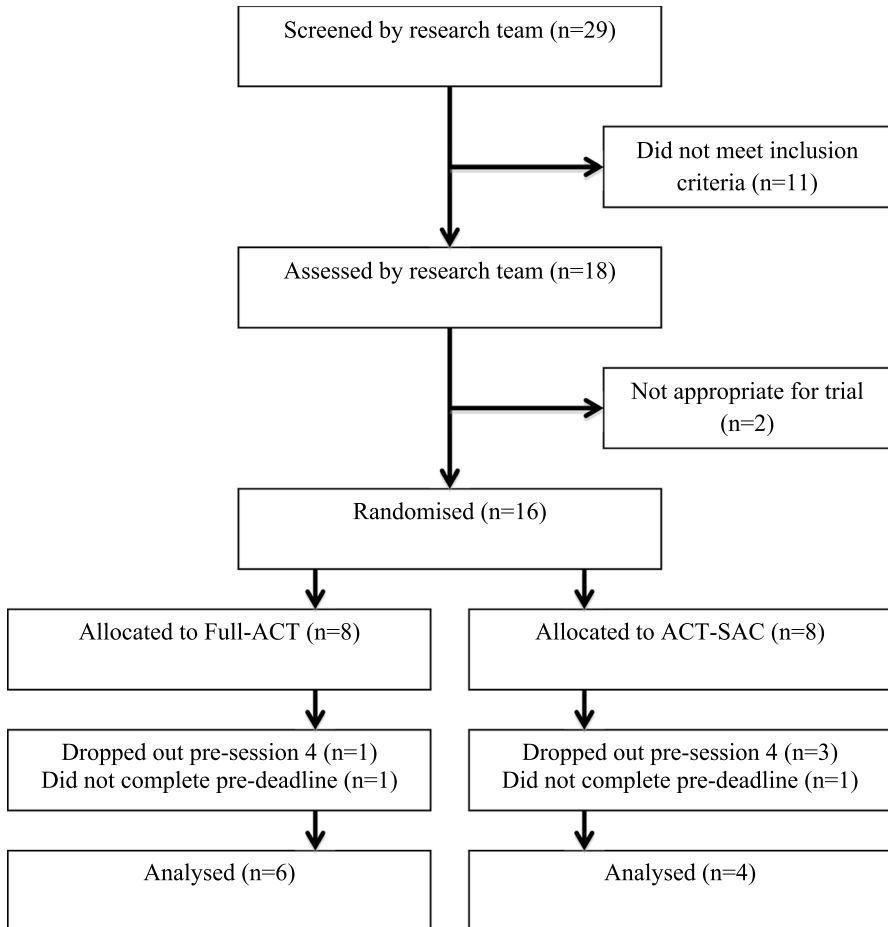 Screened by research team (n=29)
Did not meet inclusion
criteria (n=11)
Assessed by research team (n=18)
Not appropriate for trial
(n=2)
Randomised (n=16)
Allocated to Full-ACT (n=8)
Allocated to ACT-SAC (n=8)
Dropped out pre-session 4 (n=1)
Did not complete pre-deadline (n=1)
Dropped out pre-session 4 (n=3)
Did not complete pre-deadline (n=1)
Analysed (n=6)
Analysed (n=4)